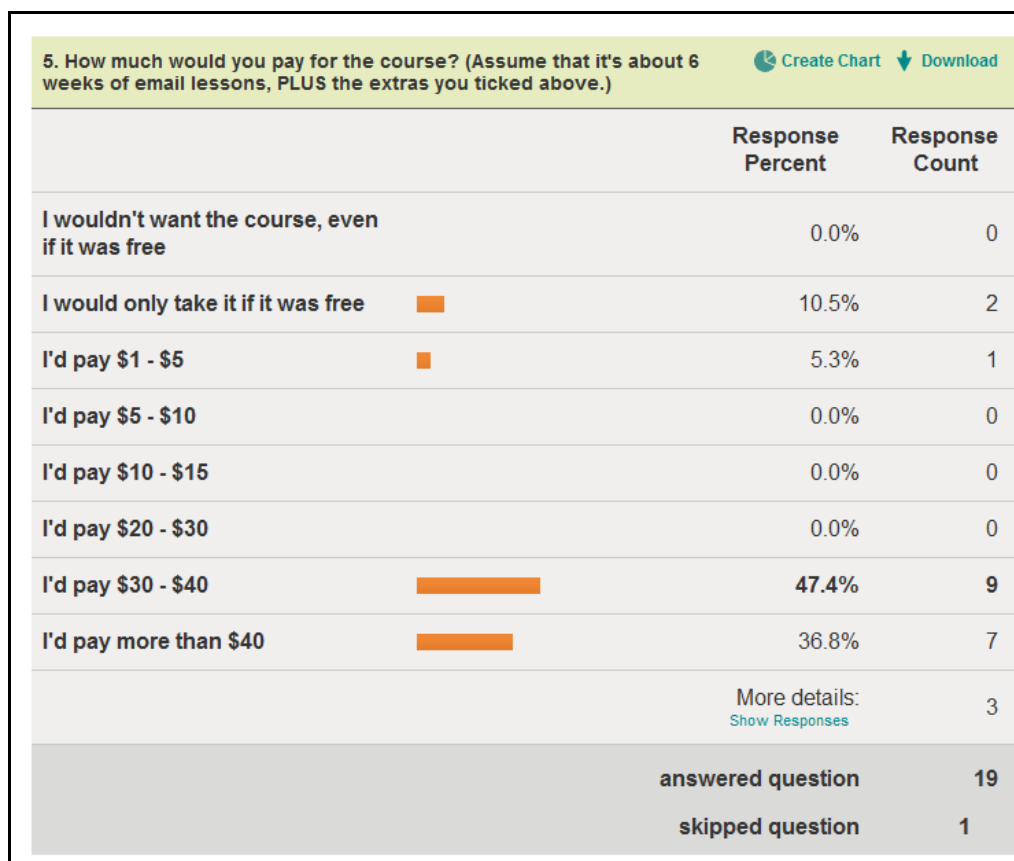 5. How much would you pay for the course? (Assume that it's about 6
weeks of email lessons, PLUS the extras you ticked above.)
Create Chart Download
Response
Percent
Response
Count
I wouldn't want the course, even
if it was free
0.0% 0
I would only take it if it was free 10.5% 2
I'd pay $1 - $5 5.3% 1
I'd pay $5 - $10 0.0% 0
I'd pay $10 - $15 0.0% 0
I'd pay $20 - $30 0.0% 0
I'd pay $30 - $40 47.4% 9
I'd pay more than $40 36.8% 7
More details:
Show Responses
3
answered question 19
skipped question 1